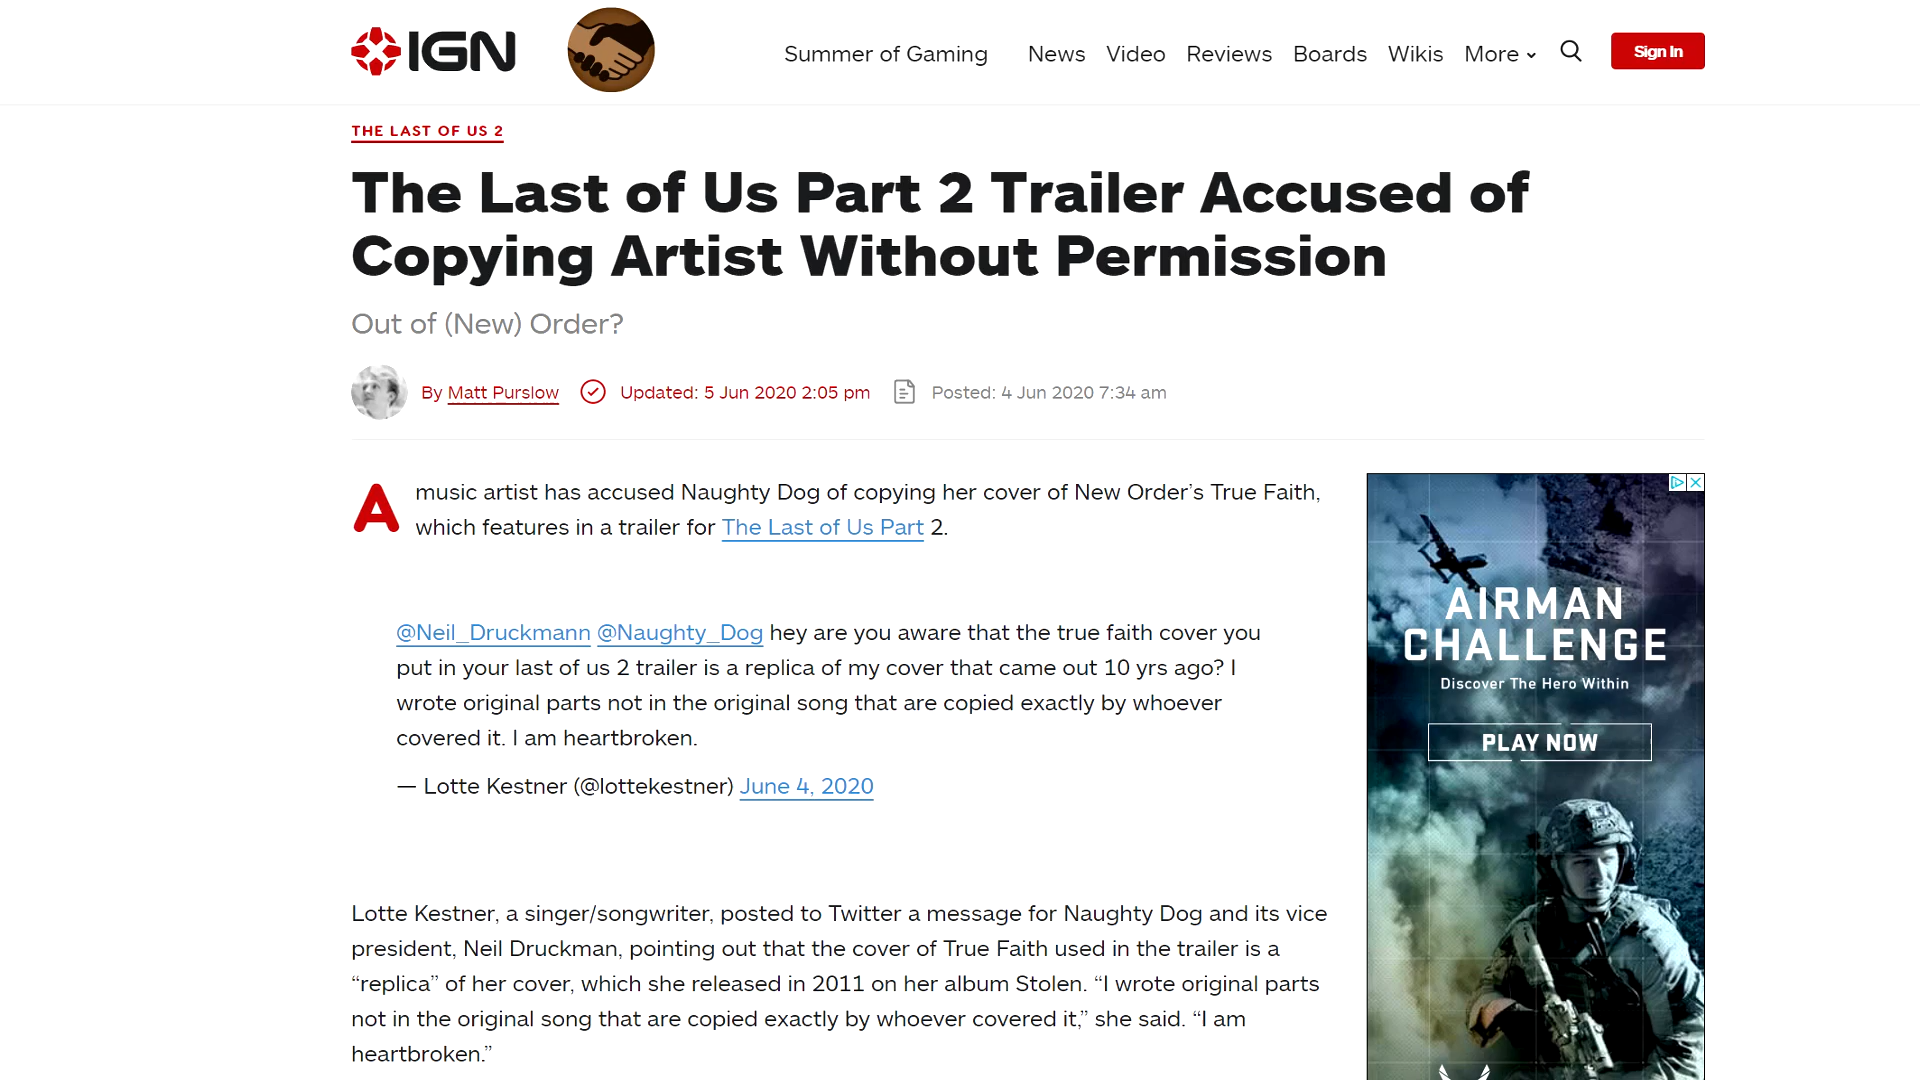 IGN
Summer of Gaming News Video Reviews Boards Wikis More Sign In
THE LAST OF US 2
The Last of Us Part 2 Trailer Accused of
Copying Artist Without Permission
Out of (New) Order?
By Matt Purslow Updated: 5 Jun 2020 2:05 pm Posted: 4 Jun 2020 7:34 am
A music artist has accused Naughty Dog of copying her cover of New Order’s True Faith,
which features in a trailer for The Last of Us Part 2.
@Neil_Druckmann @Naughty_Dog hey are you aware that the true faith cover you
put in your last of us 2 trailer is a replica of my cover that came out 10 yrs ago? I
wrote original parts not in the original song that are copied exactly by whoever
covered it. I am heartbroken.
— Lotte Kestner (@lottekestner) June 4, 2020
Lotte Kestner, a singer/songwriter, posted to Twitter a message for Naughty Dog and its vice
president, Neil Druckman, pointing out that the cover of True Faith used in the trailer is a
“replica” of her cover, which she released in 2011 on her album Stolen. “I wrote original parts
not in the original song that are copied exactly by whoever covered it,” she said. “I am
heartbroken.”
AIRMAN
CHALLENGE
Discover The Hero Within
PLAY NOW